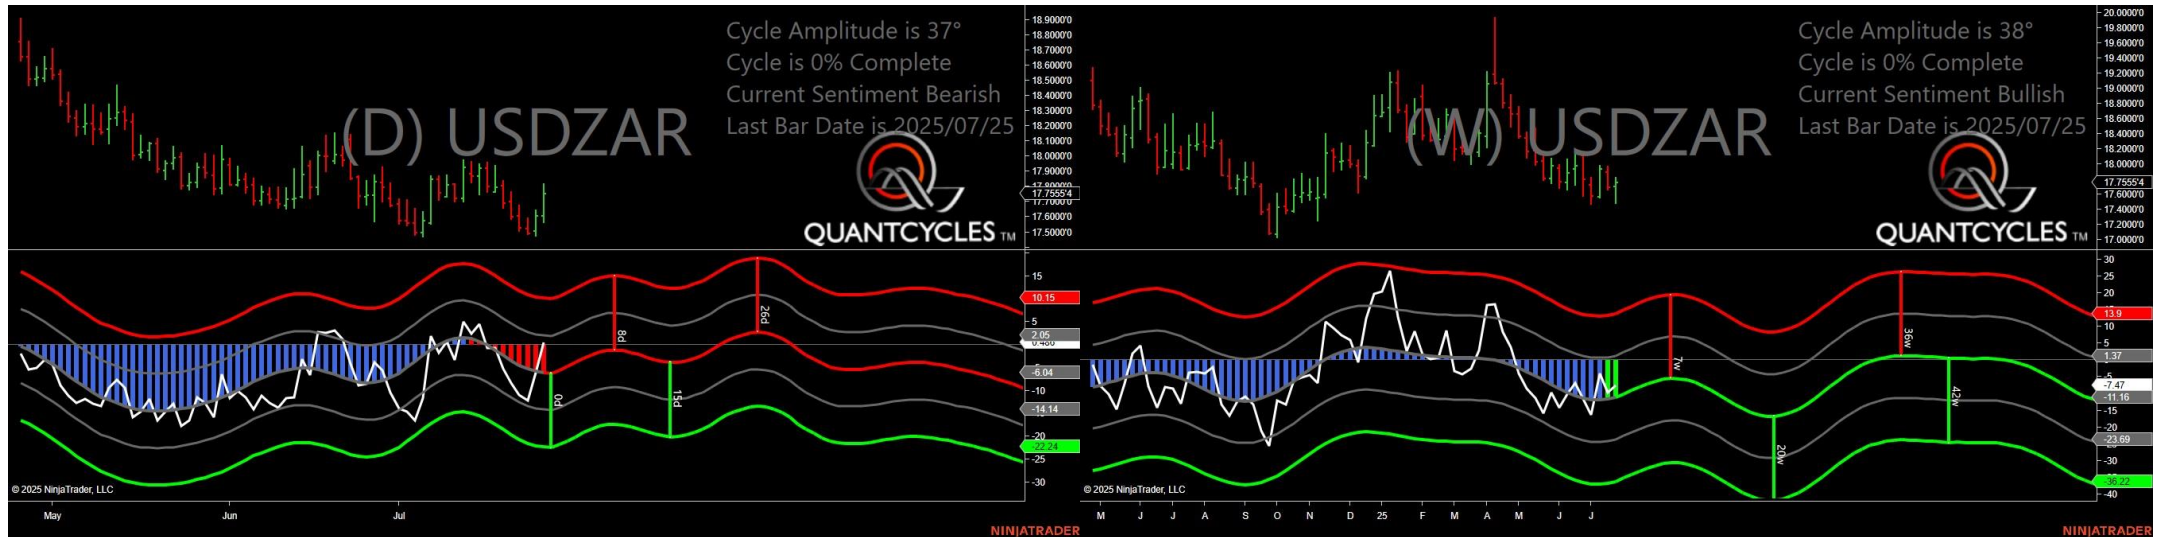 Cycle Amplitude is 37°
Cycle is 0% Complete
Current Sentiment Bearish
Last Bar Date is 2025/07/25
(D) USDZAR
QUANTCYCLES TM
18.9000'0
18.7000'0
18.6000'0
18.5000'0
18.4000'0
18.3000'0
18.2000'0
18.1000'0
18.0000'0
17.9000'0
17.8000'0
17.7555'4
17.7000'0
17.6000'0
17.5000'0
15
10.15
5
2.05
0.486
-6.04
-10
-14.14
-20
-22.24
-25
-30
8d
26d
0d
15d
© 2025 NinjaTrader, LLC
May
Jun
Jul
NINJATRADER
Cycle Amplitude is 38°
Cycle is 0% Complete
Current Sentiment Bullish
Last Bar Date is 2025/07/25
(W) USDZAR
QUANTCYCLES TM
20.0000'0
19.8000'0
19.6000'0
19.4000'0
19.2000'0
19.0000'0
18.8000'0
18.6000'0
18.4000'0
18.2000'0
18.0000'0
17.7555'4
17.6000'0
17.4000'0
17.2000'0
17.0000'0
30
25
20
13.9
10
5
1.37
-5
-7.47
-11.16
-15
-20
-23.69
-30
-36.22
-40
7w
36w
20w
42w
© 2025 NinjaTrader, LLC
M
J
J
A
S
O
N
D
25
F
M
A
M
J
J
NINJATRADER